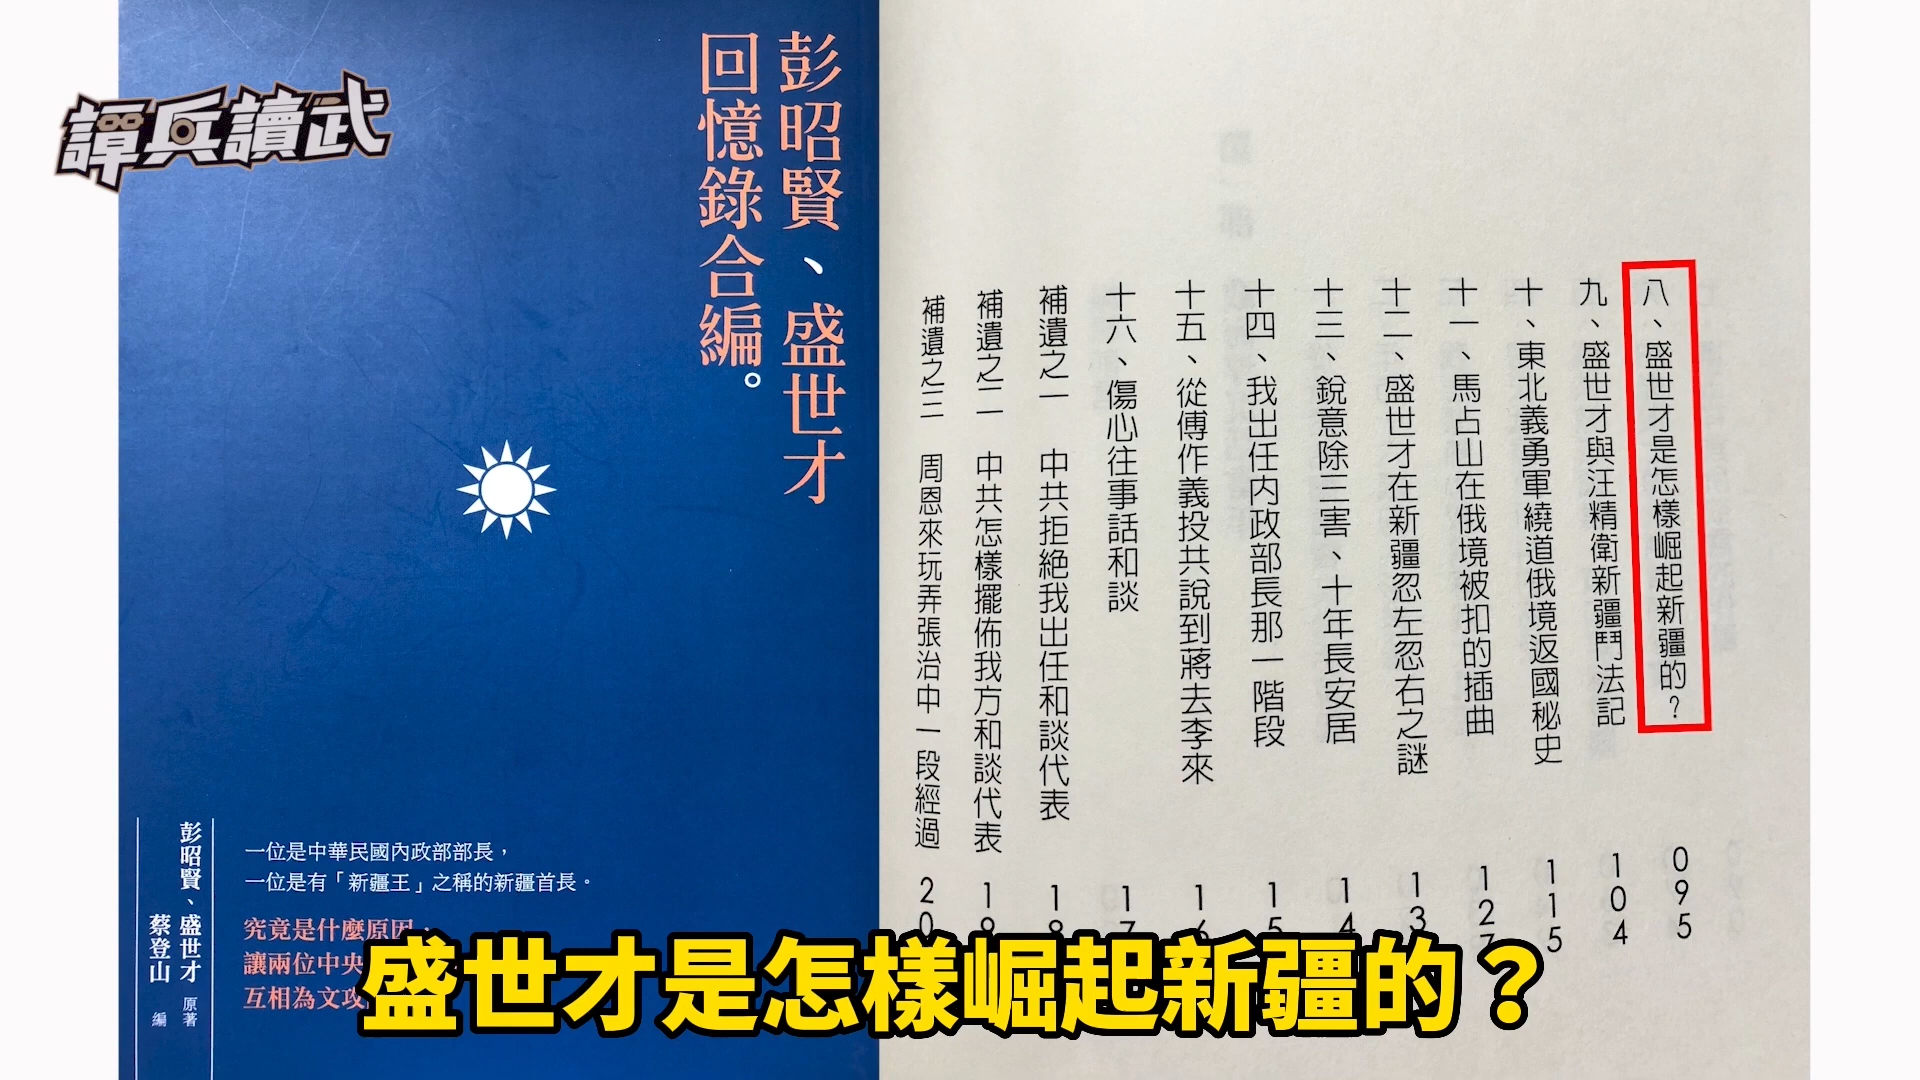 譚兵讀武
彭昭賢、盛世才
回憶錄合編。
一位是中華民國內政部部長，
一位是有「新疆王」之稱的新疆首長。
究竟是什麼原因，
讓兩位中央
互相為文攻
彭昭賢、盛世才 原著
蔡登山 編
八、盛世才是怎樣崛起新疆的？ 095
九、盛世才與汪精衛新疆鬥法記 104
十、東北義勇軍繞道俄境返國秘史 115
十一、馬占山在俄境被扣的插曲 127
十二、盛世才在新疆忽左忽右之謎 13
十三、銳意除三害、十年長安居 14
十四、我出任內政部長那一階段 15
十五、從傅作義投共說到蔣去李來 16
十六、傷心往事話和談 17
補遺之一 中共拒絕我出任和談代表 18
補遺之二 中共怎樣擺佈我方和談代表 19
補遺之三 周恩來玩弄張治中一段經過 20
盛世才是怎樣崛起新疆的？